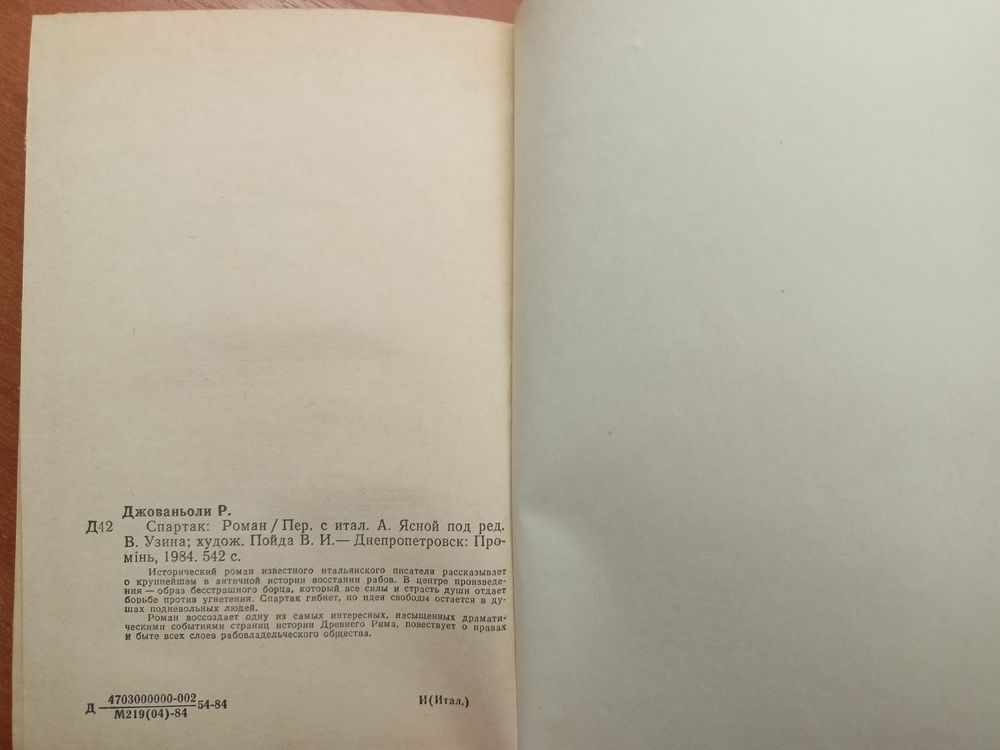 Джованьоли Р.
Д42 Спартак: Роман / Пер. с итал. А. Ясной под ред.
В. Узина; худож. Пойда В. И.— Днепропетровск: Про-
мінь, 1984. 542 с.
Исторический роман известного итальянского писателя рассказывает
о крупнейшем в античной истории восстании рабов. В центре произведе-
ния — образ бесстрашного борца, который все силы и страсть души отдает
борьбе против угнетения. Спартак гибнет, но идея свободы остается в ду-
шах подневольных людей.
Роман воссоздает одну из самых интересных, насыщенных драмати-
ческими событиями страниц истории Древнего Рима, повествует о нравах
и быте всех слоев рабовладельческого общества.
Д 4703000000-002 54-84 И(Итал.)
М219(04)-84